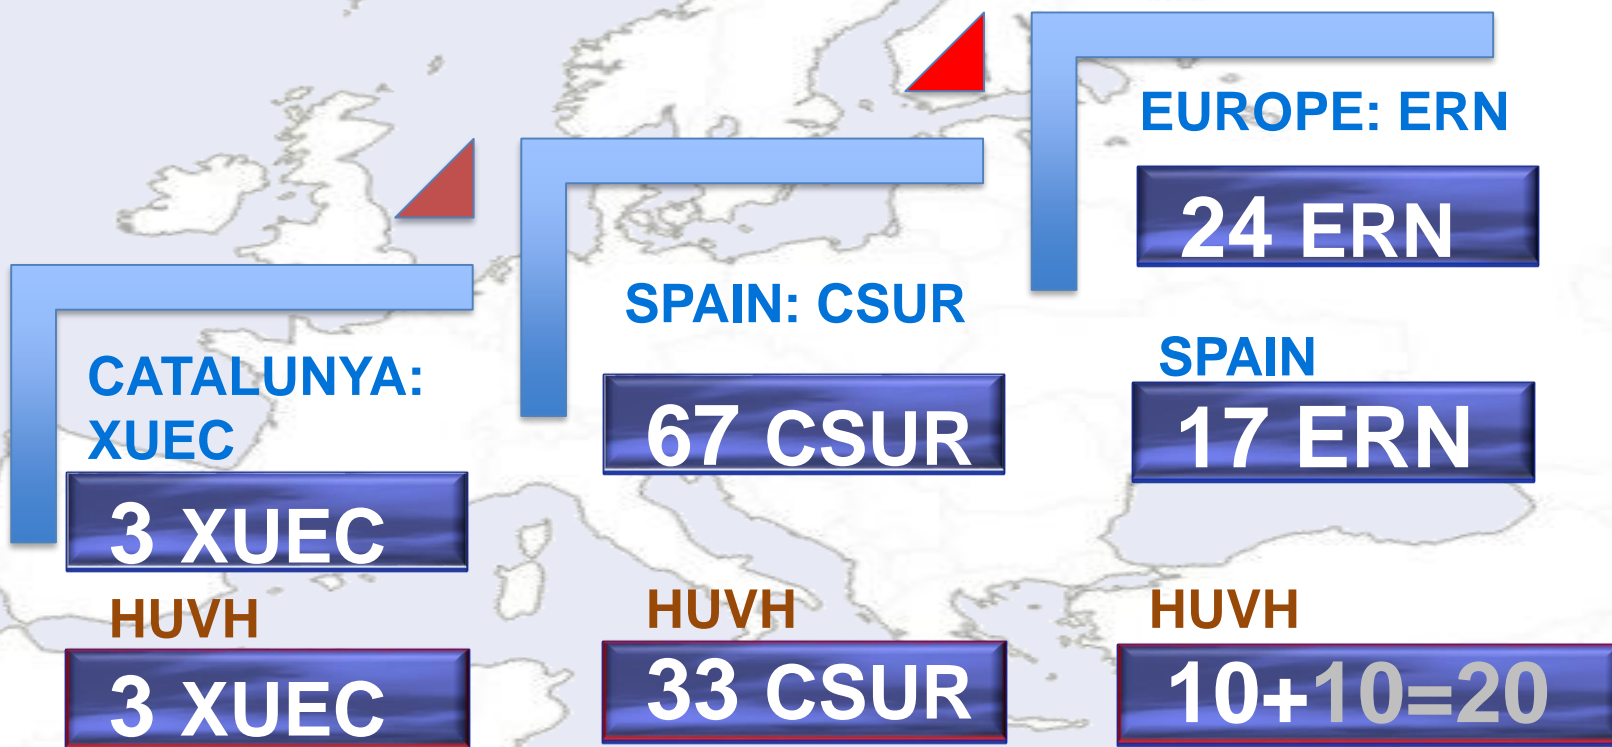 CATALUNYA:
XUEC
3 XUEC
HUVH
3 XUEC
SPAIN: CSUR
67 CSUR
HUVH
33 CSUR
EUROPE: ERN
24 ERN
SPAIN
17 ERN
HUVH
10+10=20